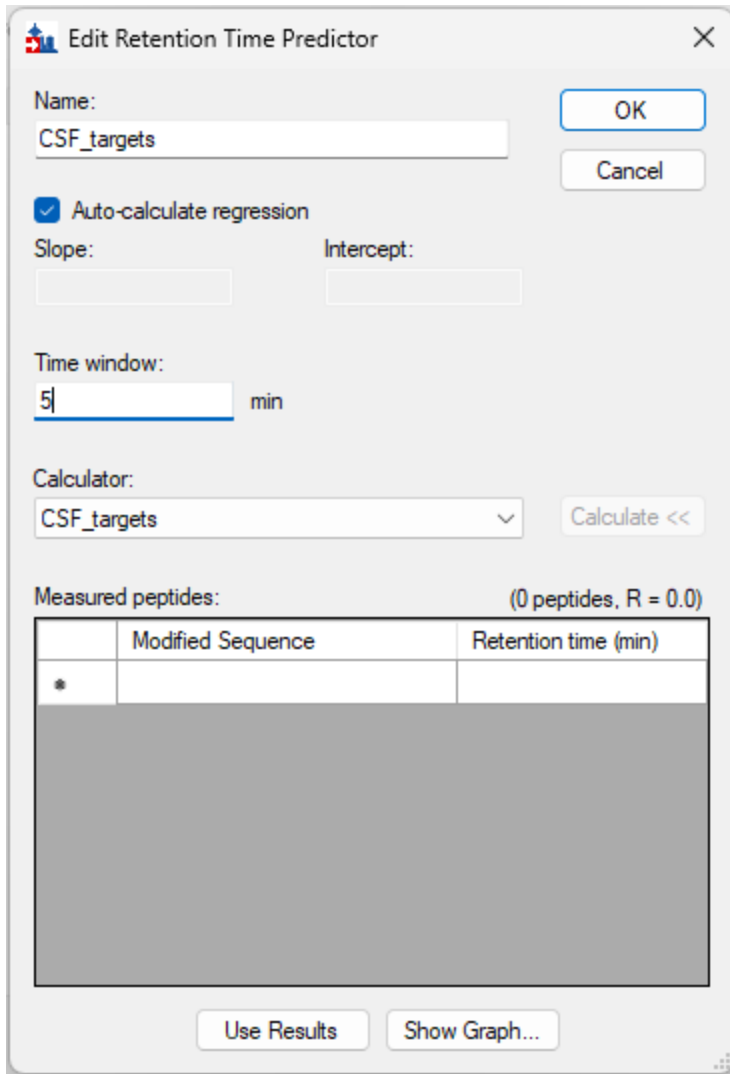 Edit Retention Time Predictor
Name:
OK
CSF_targets
Cancel
Auto-calculate regression
Slope: Intercept:
Time window:
5 min
Calculator:
CSF_targets Calculate <<
Measured peptides: (0 peptides, R = 0.0)
Modified Sequence Retention time (min)
*
Use Results Show Graph...